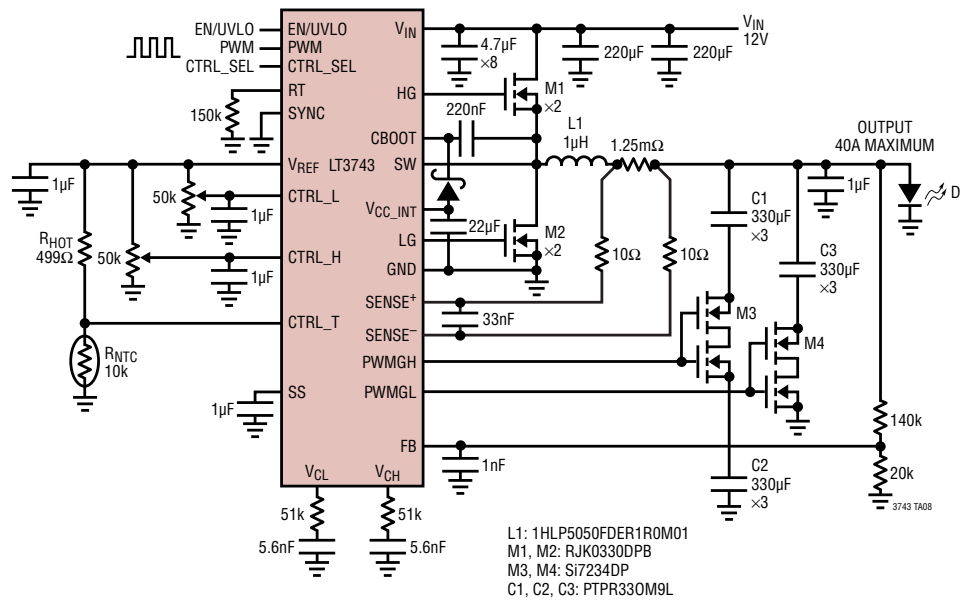 EN/UVLO
PWM
CTRL_SEL
EN/UVLO
PWM
CTRL_SEL
RT
150k
SYNC
VIN
4.7µF
×8
220µF
220µF
VIN
12V
HG
M1
×2
220nF
CBOOT
L1
1µH
1.25mΩ
OUTPUT
40A MAXIMUM
VREF
LT3743
SW
1µF
50k
CTRL_L
1µF
VCC_INT
22µF
LG
M2
×2
10Ω
10Ω
C1
330µF
×3
1µF
D
RHOT
499Ω
50k
CTRL_H
1µF
GND
C3
330µF
×3
SENSE+
33nF
SENSE–
CTRL_T
M3
M4
RNTC
10k
PWMGH
PWMGL
SS
1µF
140k
FB
1nF
20k
VCL
VCH
C2
330µF
×3
3743 TA08
51k
51k
5.6nF
5.6nF
L1: 1HLP5050FDER1R0M01
M1, M2: RJK0330DPB
M3, M4: Si7234DP
C1, C2, C3: PTPR33OM9L